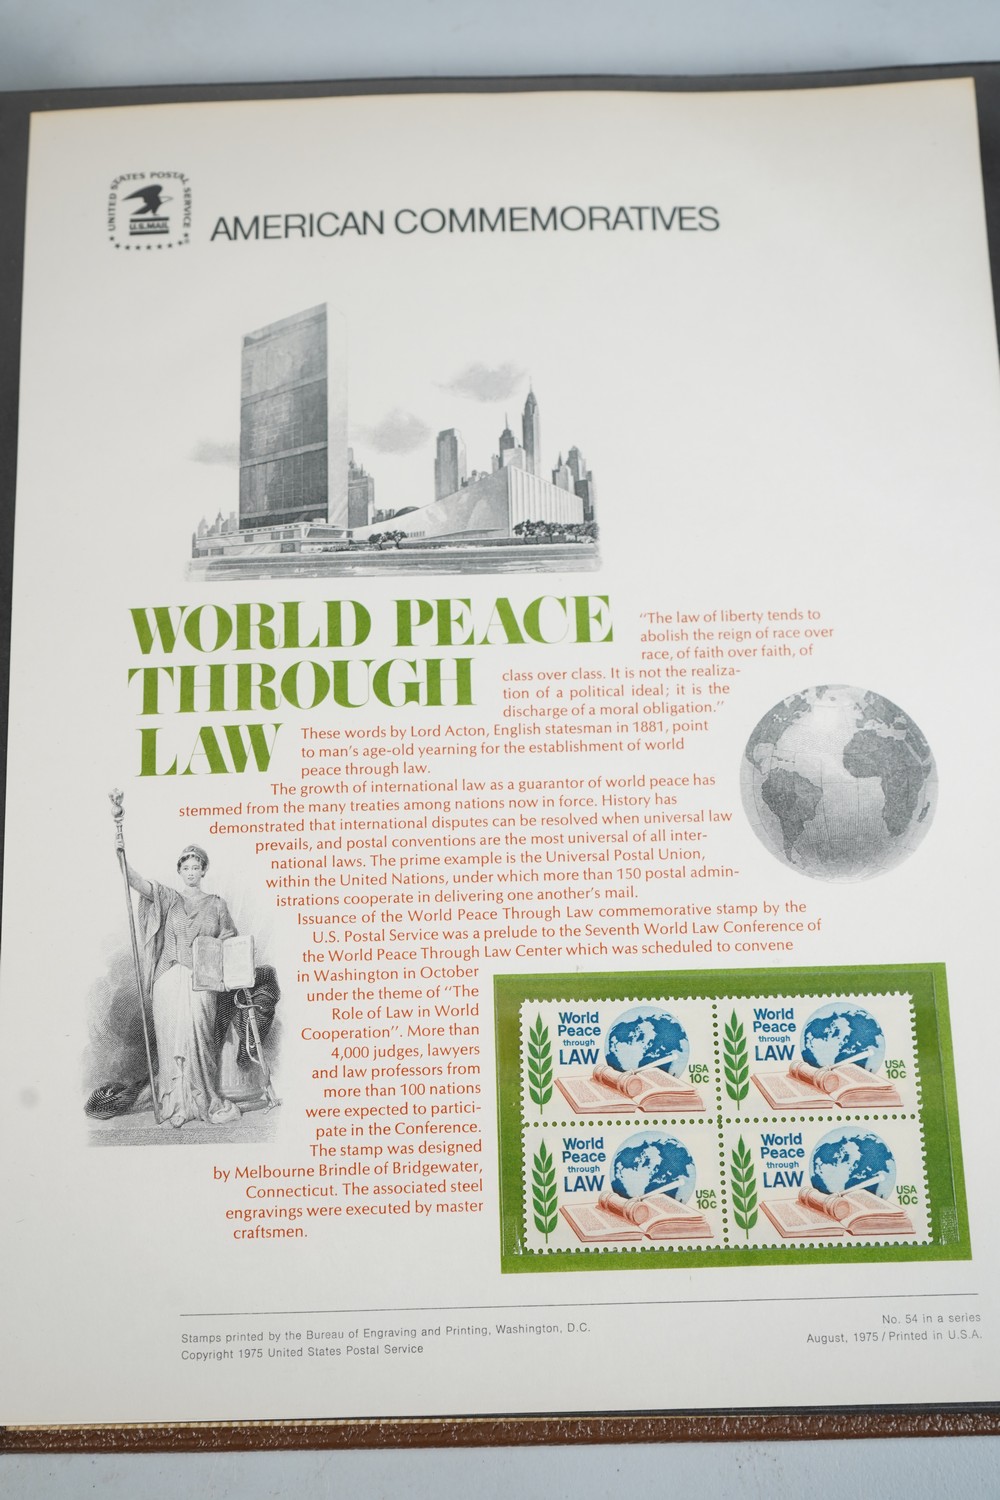 UNITED STATES POSTAL SERVICE
U.S.MAIL
AMERICAN COMMEMORATIVES
WORLD PEACE
THROUGH
LAW
"The law of liberty tends to
abolish the reign of race over
race, of faith over faith, of
class over class. It is not the realiza-
tion of a political ideal; it is the
discharge of a moral obligation."
These words by Lord Acton, English statesman in 1881, point
to man's age-old yearning for the establishment of world
peace through law.
The growth of international law as a guarantor of world peace has
stemmed from the many treaties among nations now in force. History has
demonstrated that international disputes can be resolved when universal law
prevails, and postal conventions are the most universal of all inter-
national laws. The prime example is the Universal Postal Union,
within the United Nations, under which more than 150 postal admin-
istrations cooperate in delivering one another's mail.
Issuance of the World Peace Through Law commemorative stamp by the
U.S. Postal Service was a prelude to the Seventh World Law Conference of
the World Peace Through Law Center which was scheduled to convene
in Washington in October
under the theme of "The
Role of Law in World
Cooperation". More than
4,000 judges, lawyers
and law professors from
more than 100 nations
were expected to partici-
pate in the Conference.
The stamp was designed
by Melbourne Brindle of Bridgewater,
Connecticut. The associated steel
engravings were executed by master
craftsmen.
World
Peace
through
LAW
USA
10c
World
Peace
through
LAW
USA
10c
World
Peace
through
LAW
USA
10c
World
Peace
through
LAW
USA
10c
Stamps printed by the Bureau of Engraving and Printing, Washington, D.C.
Copyright 1975 United States Postal Service
No. 54 in a series
August, 1975 / Printed in U.S.A.